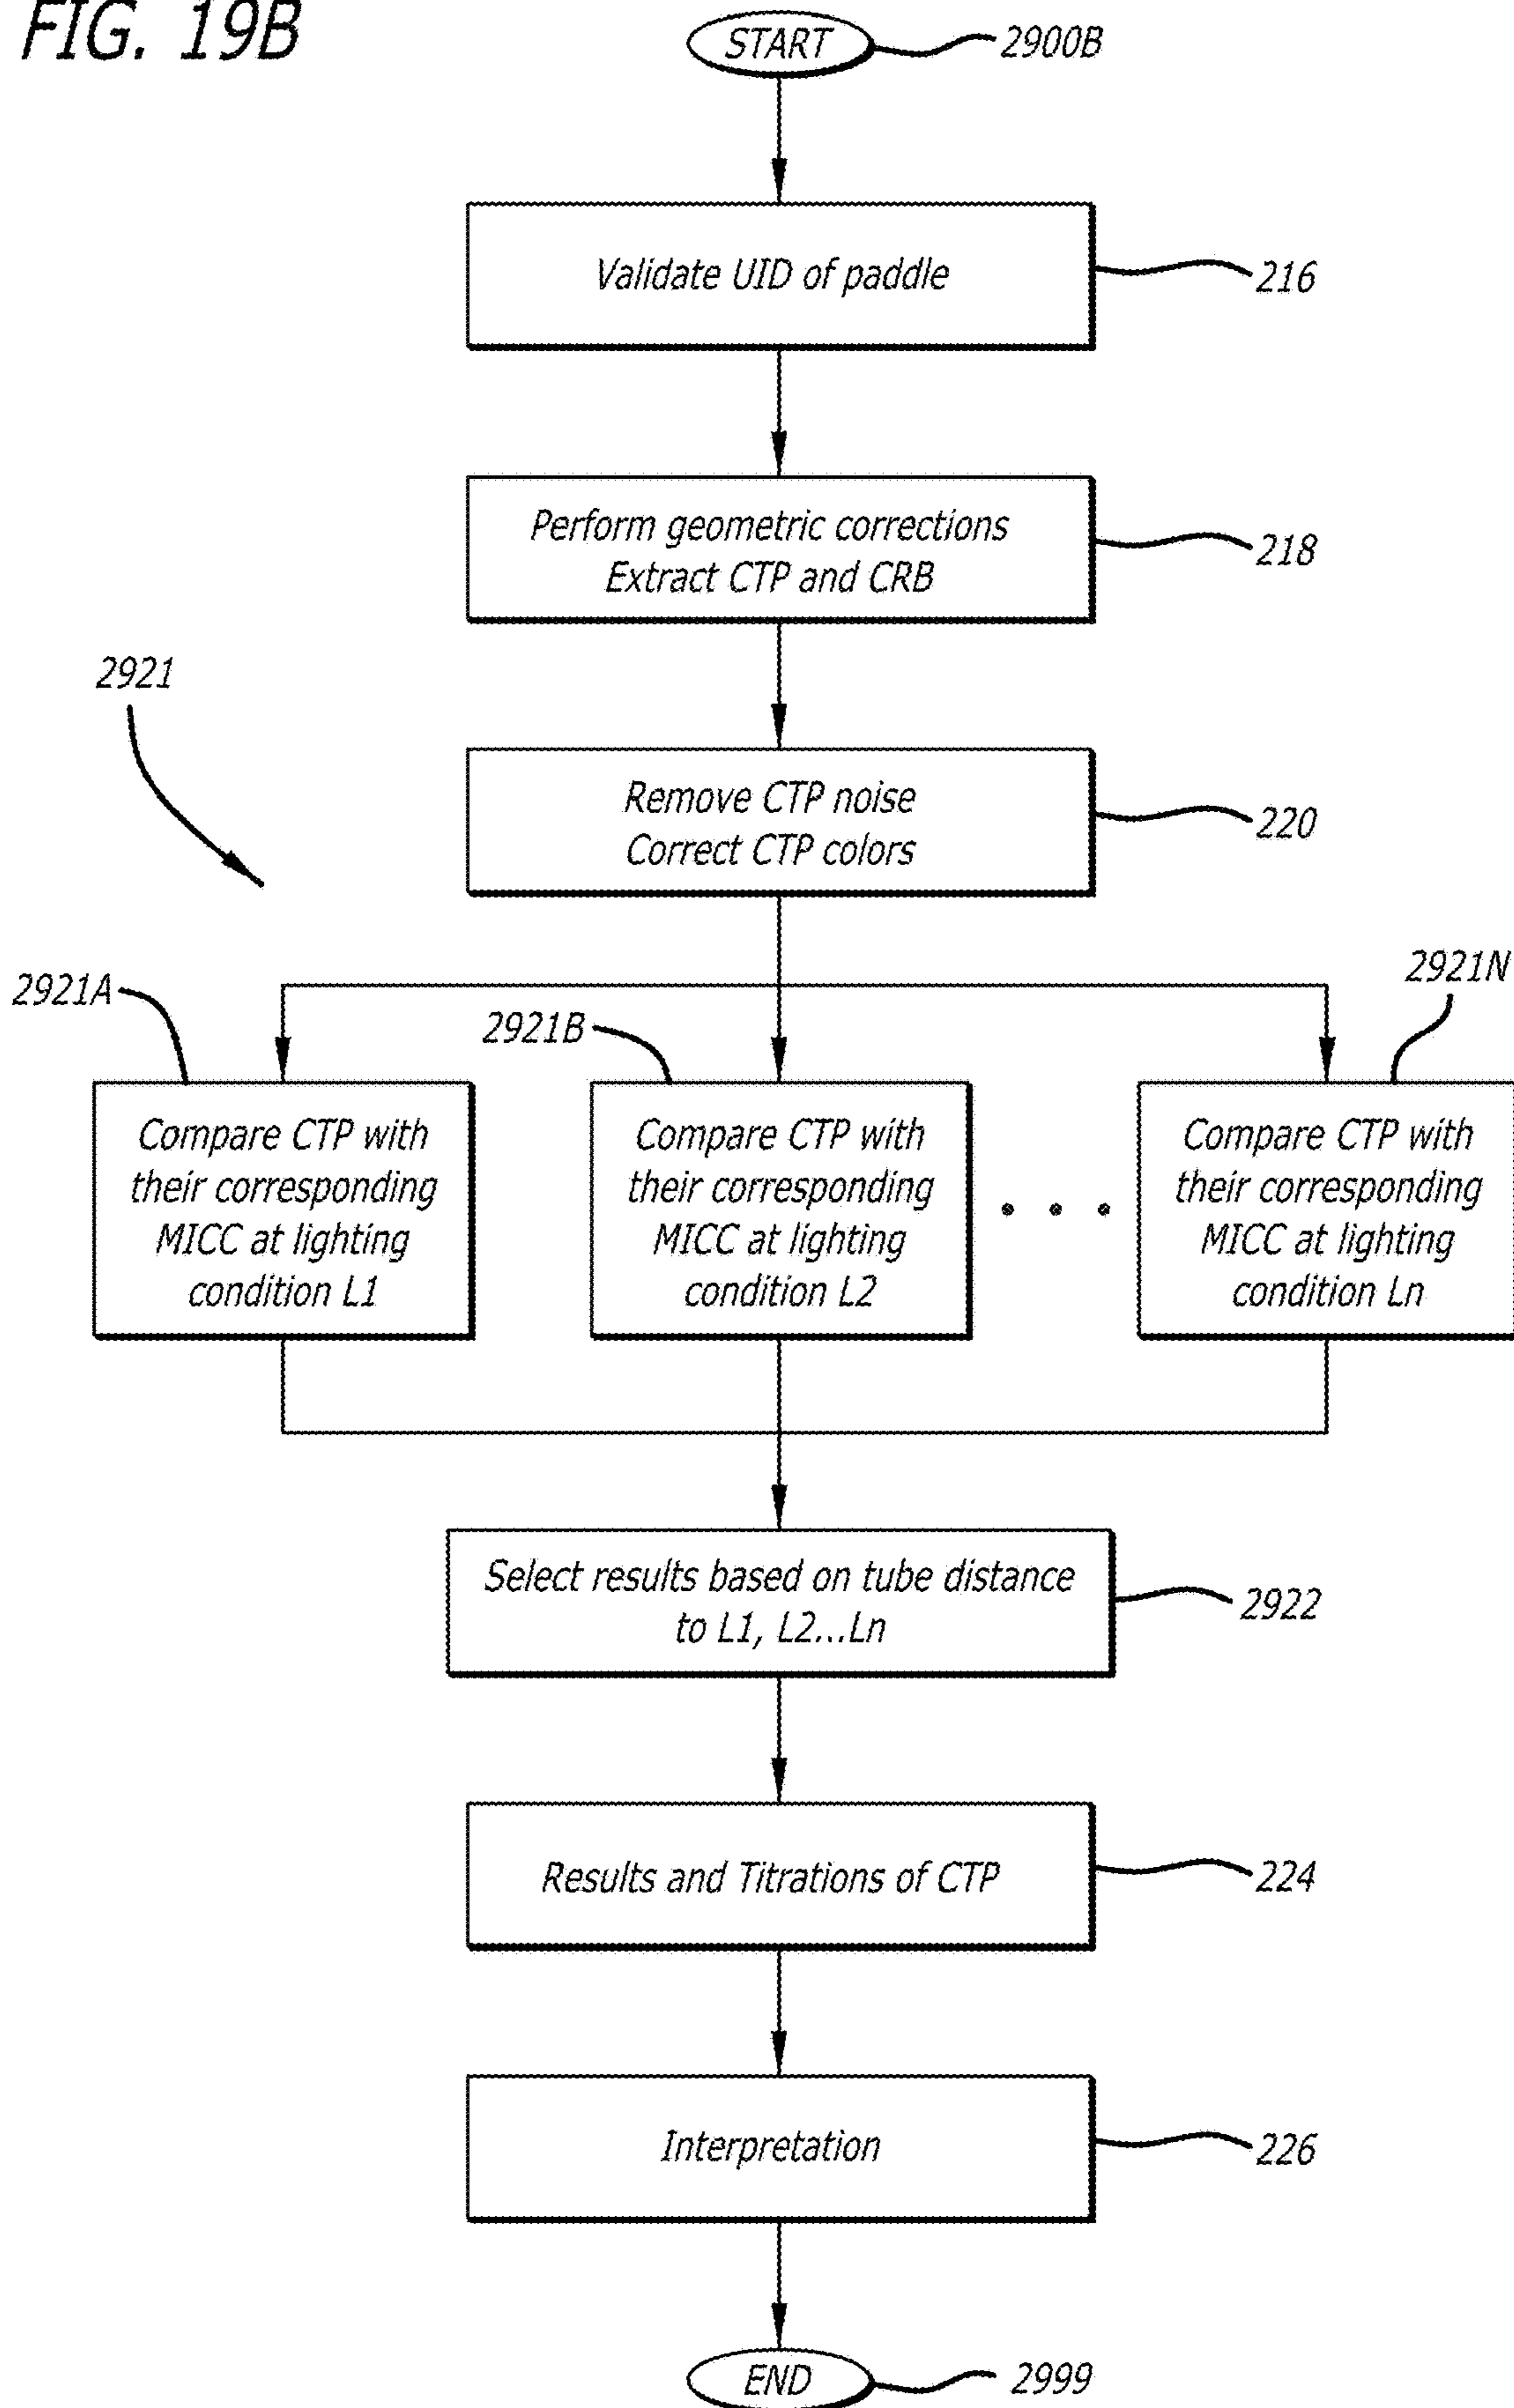 FIG. 19B
START
2900B
Validate UID of paddle
216
Perform geometric corrections
Extract CTP and CRB
218
2921
Remove CTP noise
Correct CTP colors
220
2921A
2921B
2921N
Compare CTP with
their corresponding
MICC at lighting
condition L1
Compare CTP with
their corresponding
MICC at lighting
condition L2
• • •
Compare CTP with
their corresponding
MICC at lighting
condition Ln
Select results based on tube distance
to L1, L2...Ln
2922
Results and Titrations of CTP
224
Interpretation
226
END
2999